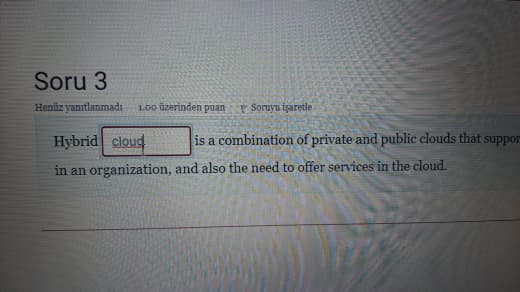 Soru 3
Henüz yanıtlanmadı 1.00 üzerinden puan Soruyu işaretle
Hybrid cloud is a combination of private and public clouds that
in an organization, and also the need to offer services in the cloud.